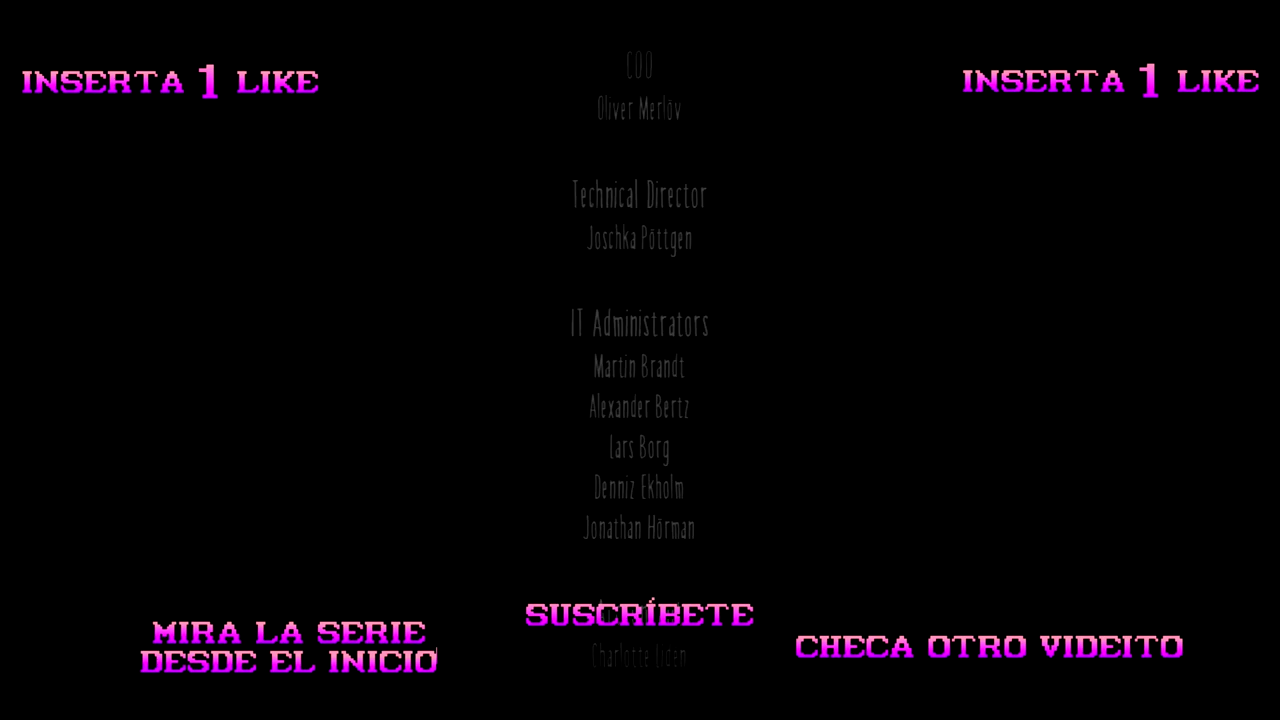 INSERTA 1 LIKE
INSERTA 1 LIKE
COO
Oliver Merlöv
Technical Director
Joschka Pöttgen
IT Administrators
Martin Brandt
Alexander Bertz
Lars Borg
Denniz Ekholm
Jonathan Hörman
SUSCRÍBETE
Charlotte Liden
MIRA LA SERIE
DESDE EL INICIO
CHECA OTRO VIDEITO